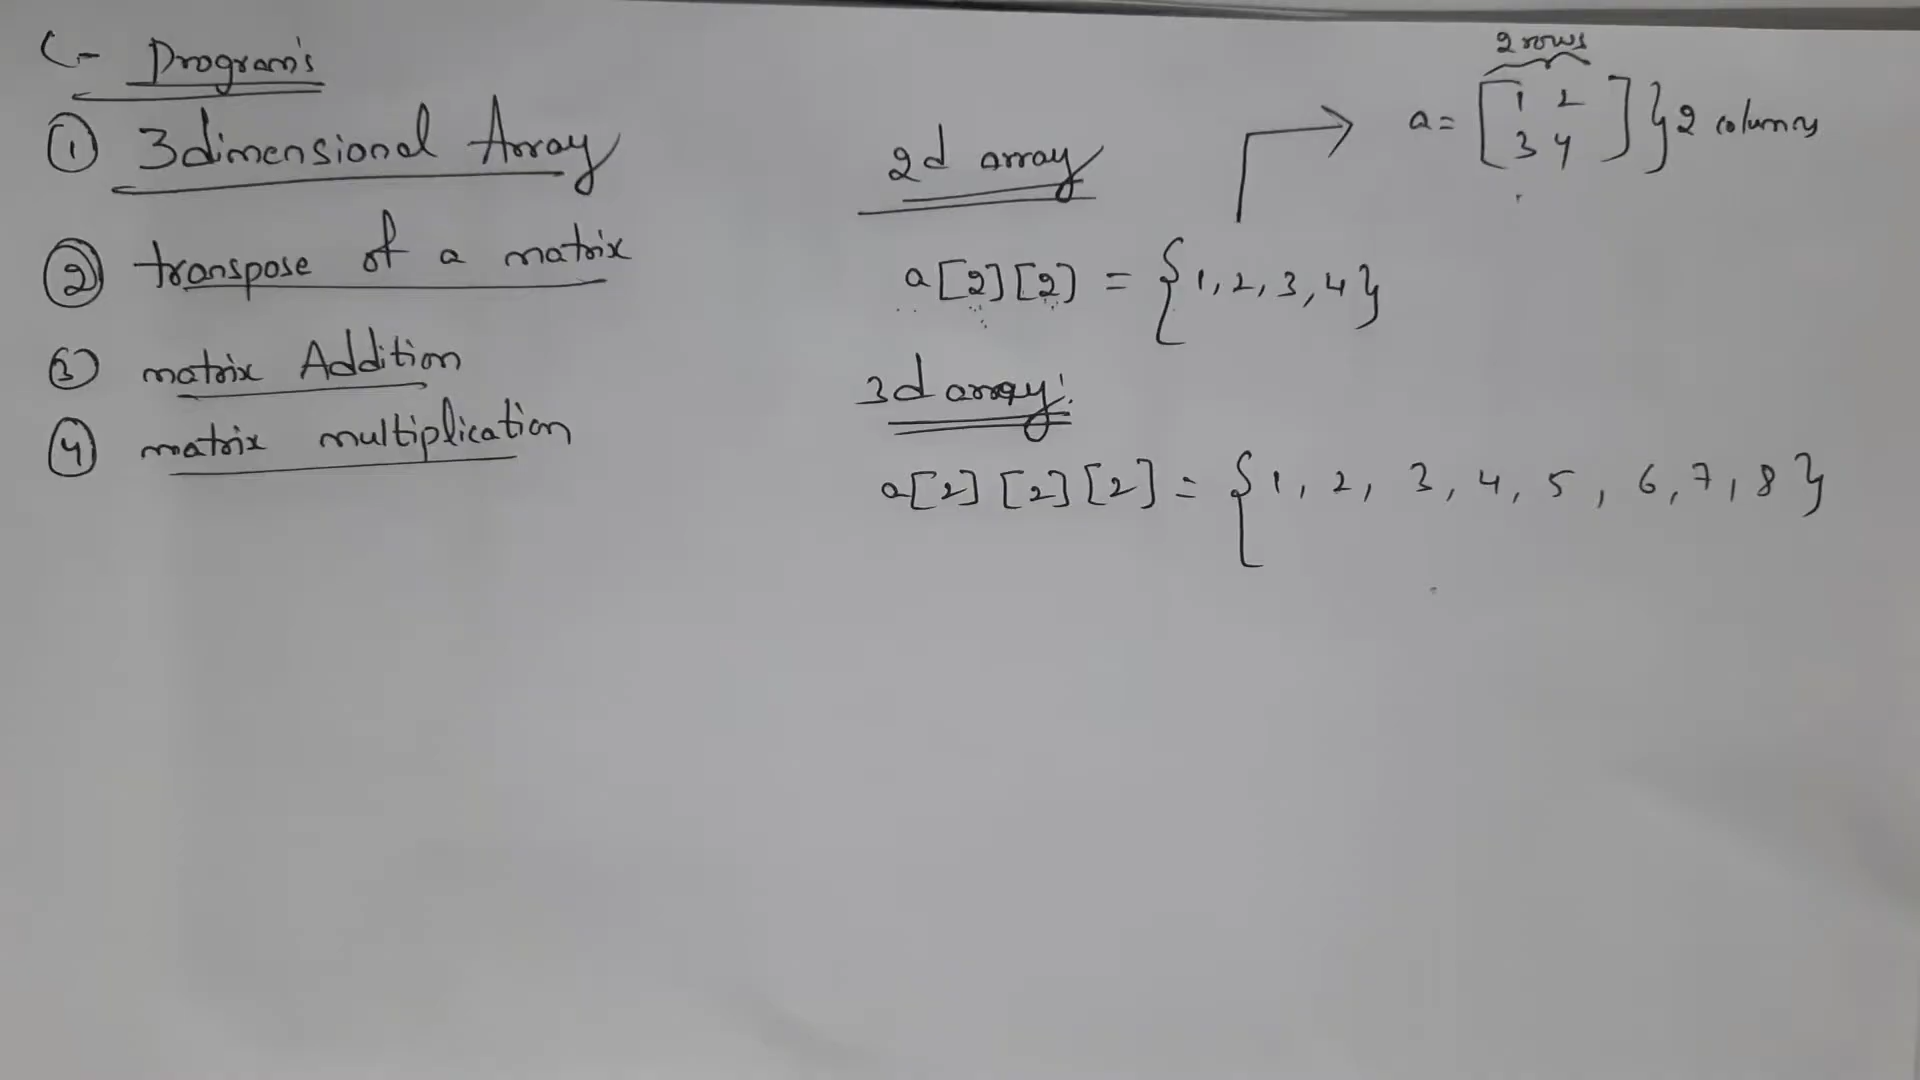 C- Program's
① 3dimensional Array
② transpose of a matrix
③ matrix Addition
④ matrix multiplication
2d array
a[2][2] = {1,2,3,4}
2 rows
a = [1 2
3 4] } 2 columns
3d array:
a[2][2][2] = {1, 2, 3, 4, 5, 6, 7, 8}